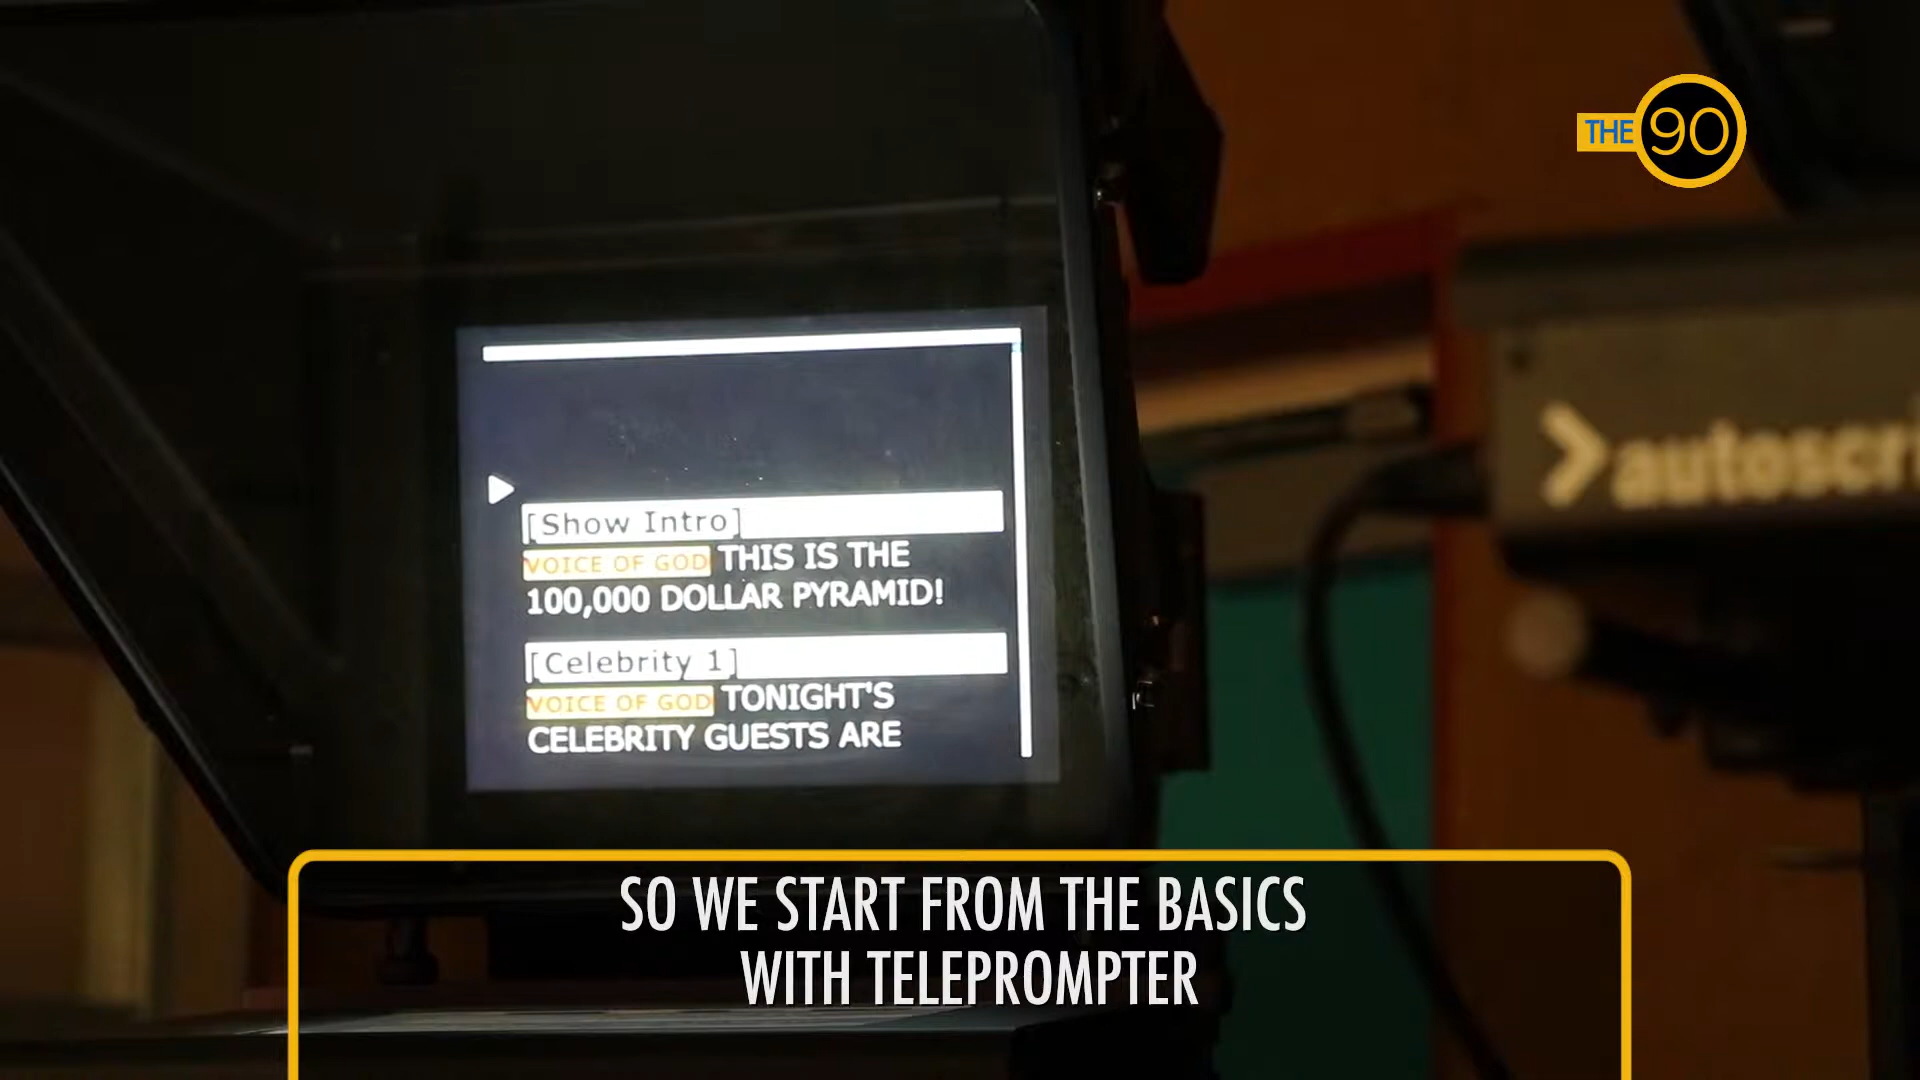 THE 90
[Show Intro]
VOICE OF GOD THIS IS THE
100,000 DOLLAR PYRAMID!
[Celebrity 1]
VOICE OF GOD TONIGHT'S
CELEBRITY GUESTS ARE
autoscri
SO WE START FROM THE BASICS
WITH TELEPROMPTER